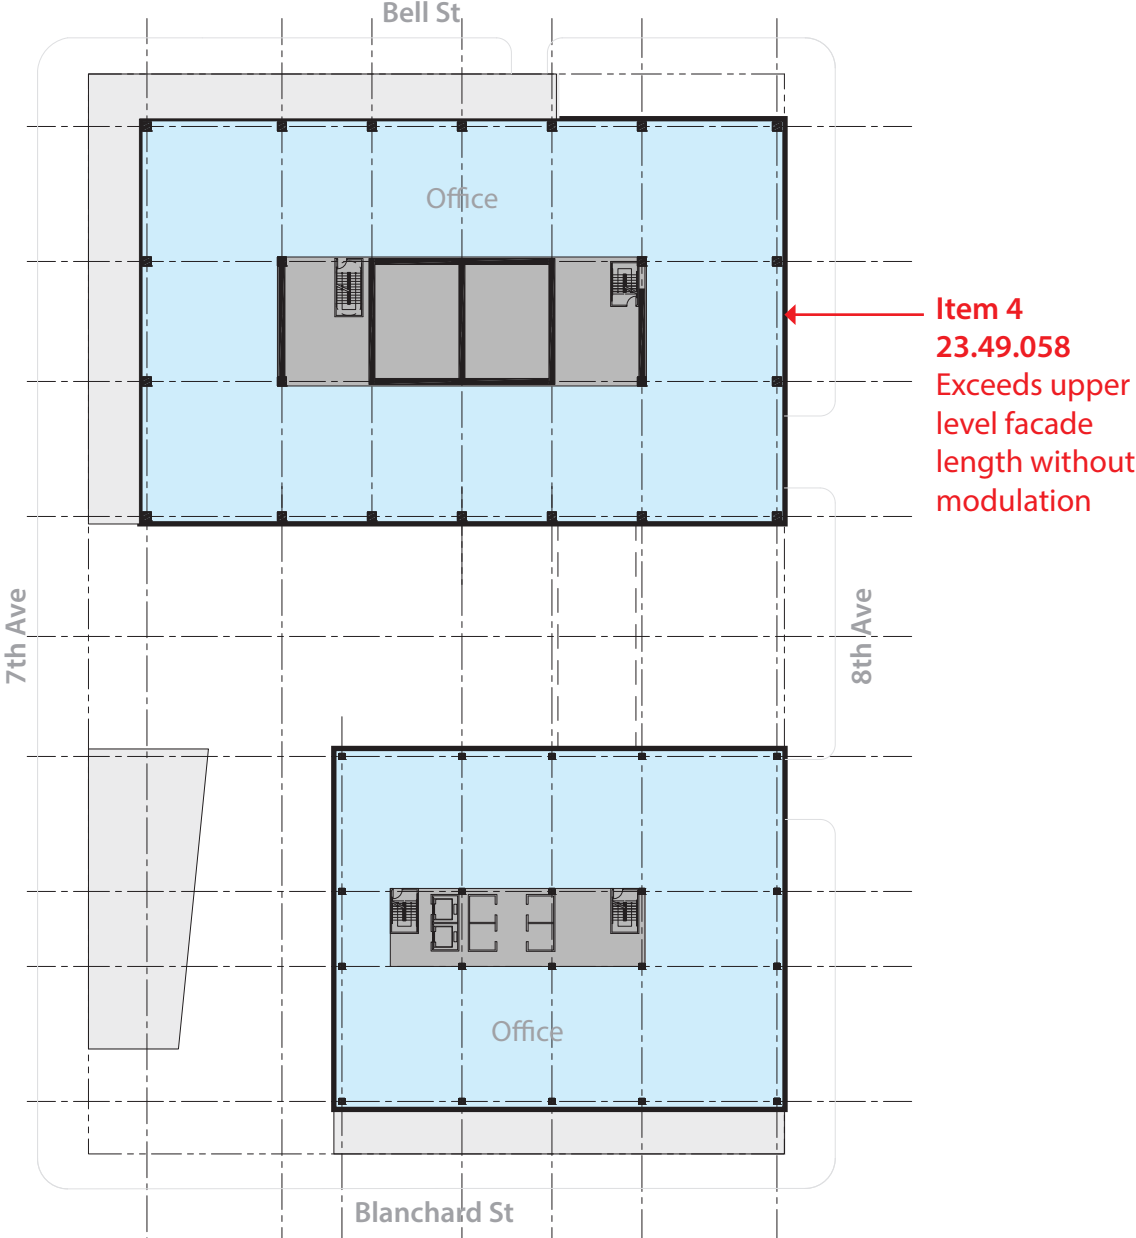 Bell St
Office
Item 4
23.49.058
Exceeds upper
level facade
length without
modulation
7th Ave
8th Ave
Office
Blanchard St